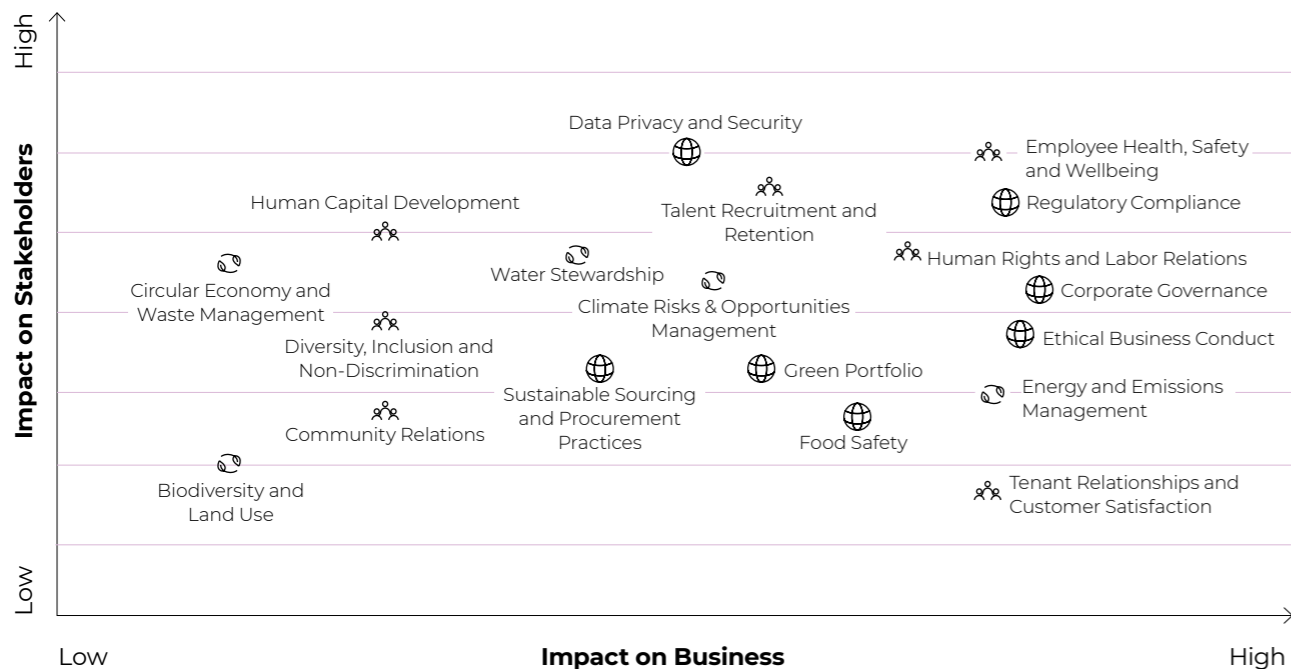 High
Impact on Stakeholders
Low
Data Privacy and Security
Employee Health, Safety
and Wellbeing
Human Capital Development
Talent Recruitment and
Retention
Regulatory Compliance
Water Stewardship
Human Rights and Labor Relations
Circular Economy and
Waste Management
Climate Risks & Opportunities
Management
Corporate Governance
Diversity, Inclusion and
Non-Discrimination
Ethical Business Conduct
Sustainable Sourcing
and Procurement
Practices
Green Portfolio
Energy and Emissions
Management
Community Relations
Food Safety
Biodiversity and
Land Use
Tenant Relationships and
Customer Satisfaction
Low
Impact on Business
High